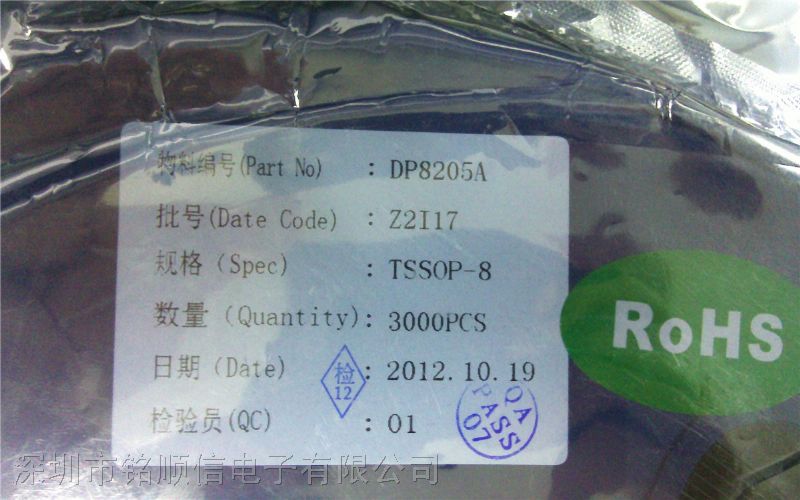 物料编号(Part No) : DP8205A
批号(Date Code) : Z2I17
规格 (Spec) : TSSOP-8
数量 (Quantity): 3000PCS
日期 (Date) : 2012.10.19
检验员(QC) : 01
检
12
QA
PASS
07
RoHS
深圳市铭顺信电子有限公司